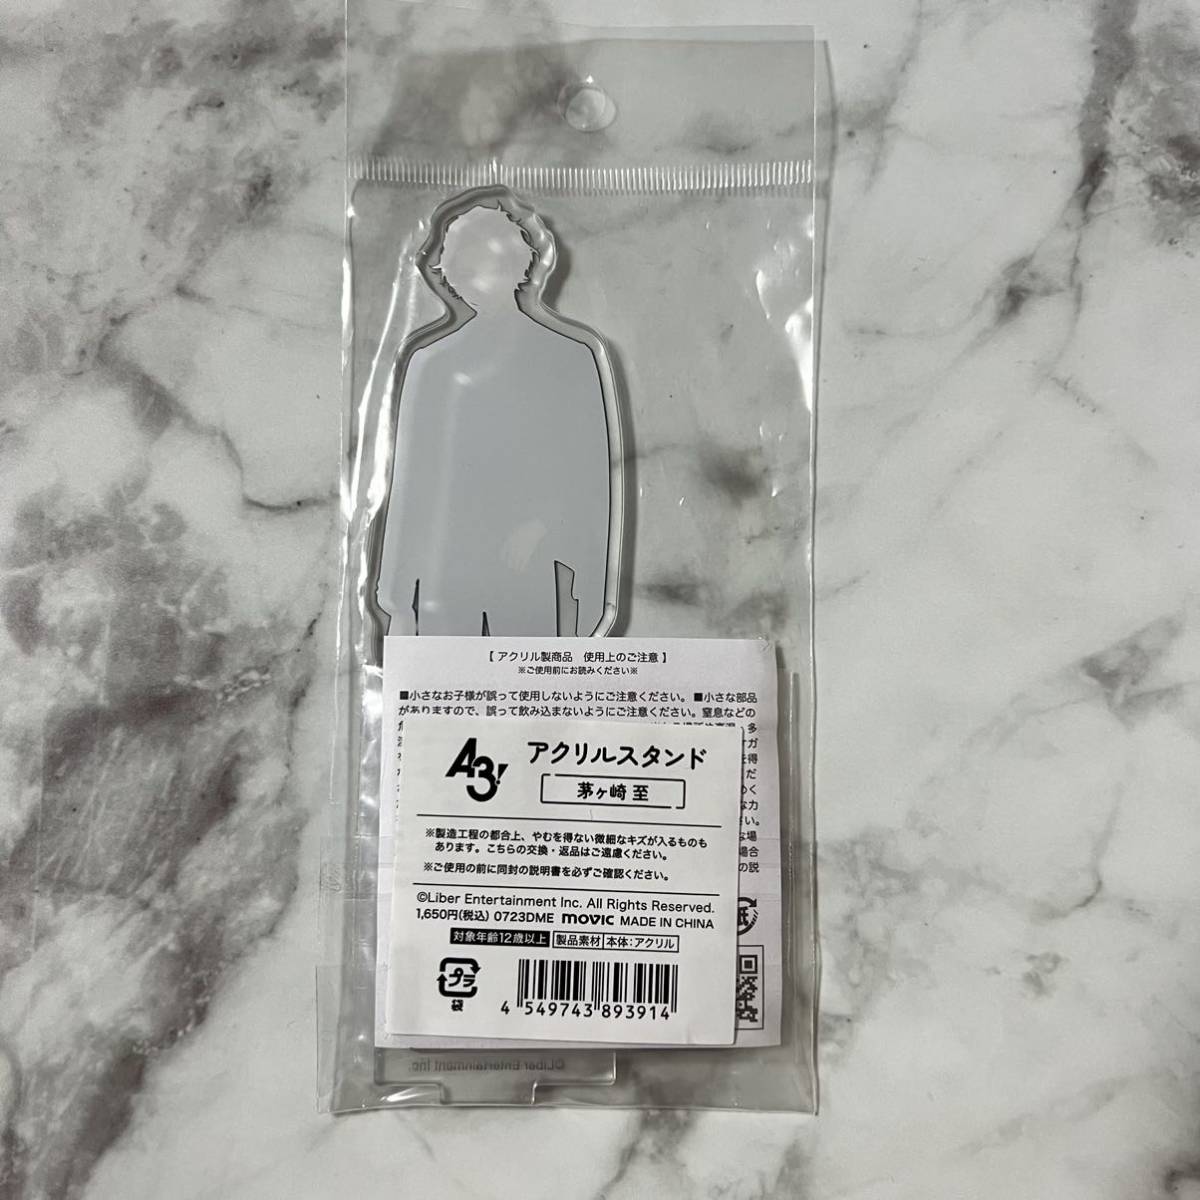 【 アクリル製商品　使用上のご注意 】
※ご使用前にお読みください※
■小さなお子様が誤って使用しないようにご注意ください。■小さな部品
がありますので、誤って飲み込まないようにご注意ください。窒息などの
A3!
アクリルスタンド
茅ヶ崎 至
※製造工程の都合上、やむを得ない微細なキズが入るものも
あります。こちらの交換・返品はご遠慮ください。
※ご使用の前に同封の説明書を必ずご確認ください。
©Liber Entertainment Inc. All Rights Reserved.
1,650円(税込) 0723DME movic MADE IN CHINA
対象年齢12歳以上 製品素材 本体:アクリル
プラ
袋
4 549743 893914
©Liber Entertainment Inc.